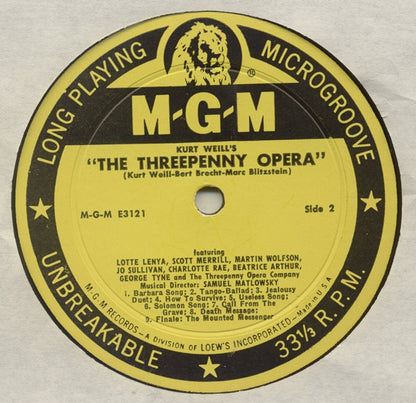 LONG PLAYING
MICROGROOVE
®
M-G-M
KURT WEILL'S
"THE THREEPENNY OPERA"
(Kurt Weill-Bert Brecht-Marc Blitzstein)
M-G-M E3121
Side 2
featuring
LOTTE LENYA, SCOTT MERRILL, MARTIN WOLFSON,
JO SULLIVAN, CHARLOTTE RAE, BEATRICE ARTHUR,
GEORGE TYNE and The Threepenny Opera Company
Musical Director: SAMUEL MATLOWSKY
1. Barbara Song; 2. Tango-Ballad; 3. Jealousy
Duet; 4. How To Survive; 5. Useless Song;
6. Solomon Song; 7. Call From The
Grave; 8. Death Message;
9. Finale: The Mounted Messenger
M-G-M RECORDS - A DIVISION OF LOEW'S INCORPORATED - Made in U.S.A
UNBREAKABLE
33⅓ R.P.M.